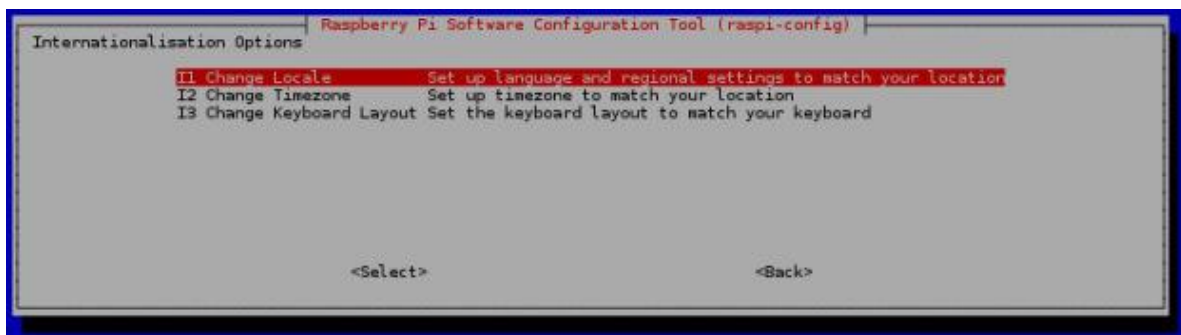 Raspberry Pi Software Configuration Tool (raspi-config)
Internationalisation Options
I1 Change Locale Set up language and regional settings to match your location
I2 Change Timezone Set up timezone to match your location
I3 Change Keyboard Layout Set the keyboard layout to match your keyboard
<Select> <Back>